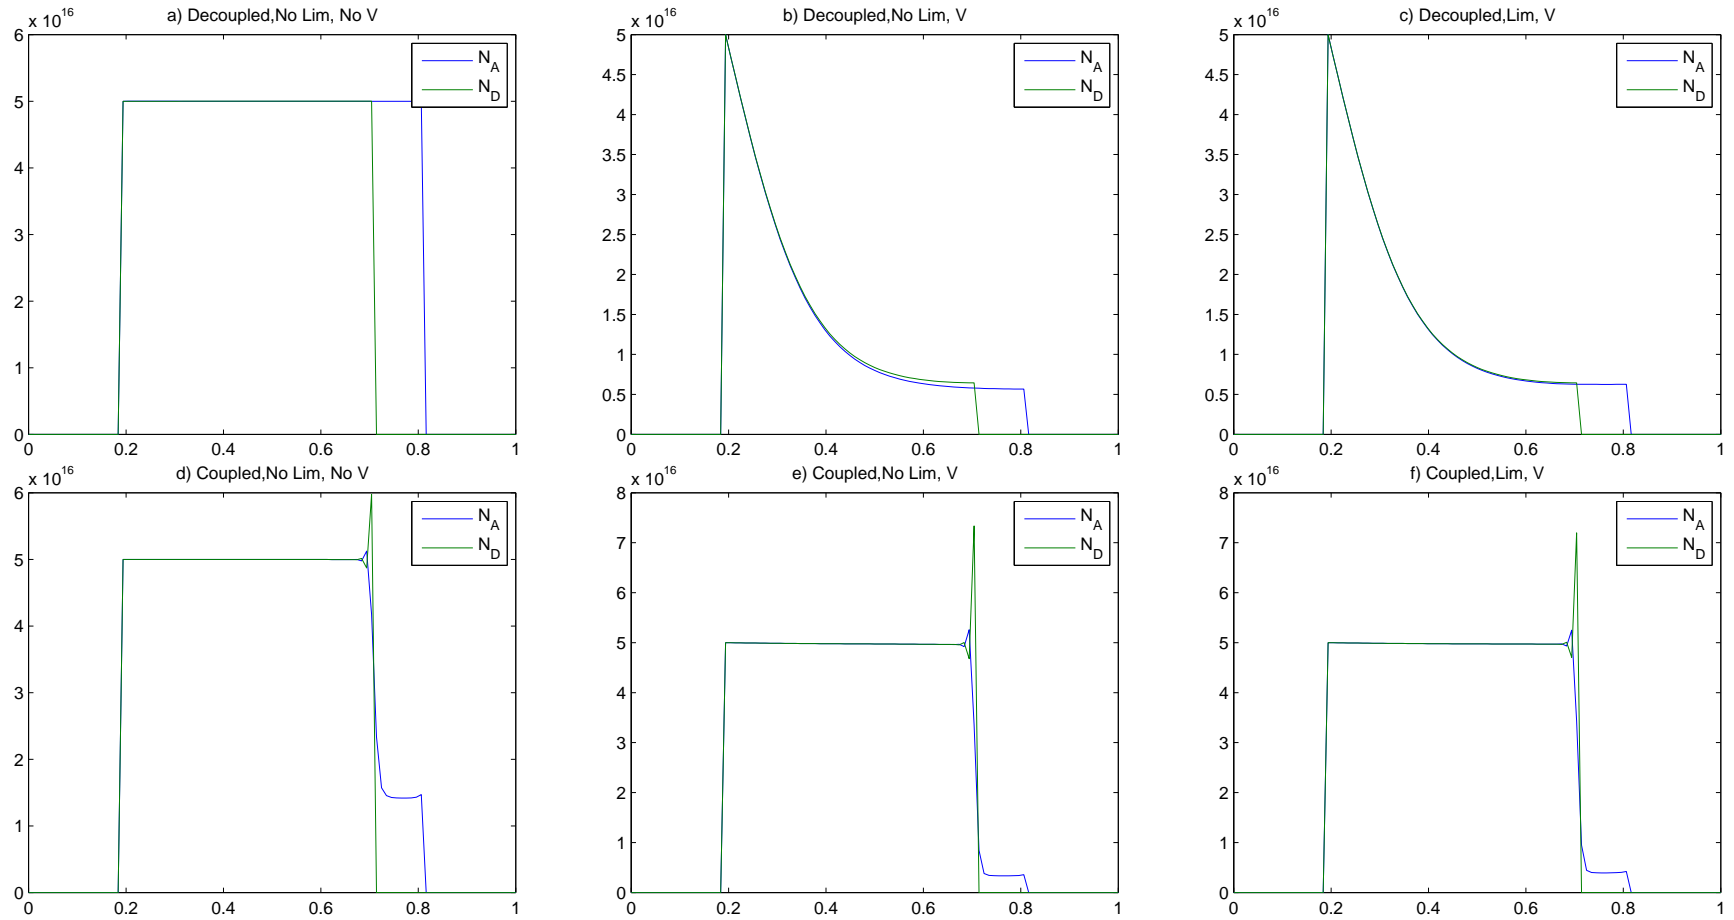 a) Decoupled,No Lim, No V
x 10^16
6
5
4
3
2
1
0
0 0.2 0.4 0.6 0.8 1
N_A
N_D
b) Decoupled,No Lim, V
x 10^16
5
4.5
4
3.5
3
2.5
2
1.5
1
0.5
0
0 0.2 0.4 0.6 0.8 1
N_A
N_D
c) Decoupled,Lim, V
x 10^16
5
4.5
4
3.5
3
2.5
2
1.5
1
0.5
0
0 0.2 0.4 0.6 0.8 1
N_A
N_D
d) Coupled,No Lim, No V
x 10^16
6
5
4
3
2
1
0
0 0.2 0.4 0.6 0.8 1
N_A
N_D
e) Coupled,No Lim, V
x 10^16
8
7
6
5
4
3
2
1
0
0 0.2 0.4 0.6 0.8 1
N_A
N_D
f) Coupled,Lim, V
x 10^16
8
7
6
5
4
3
2
1
0
0 0.2 0.4 0.6 0.8 1
N_A
N_D